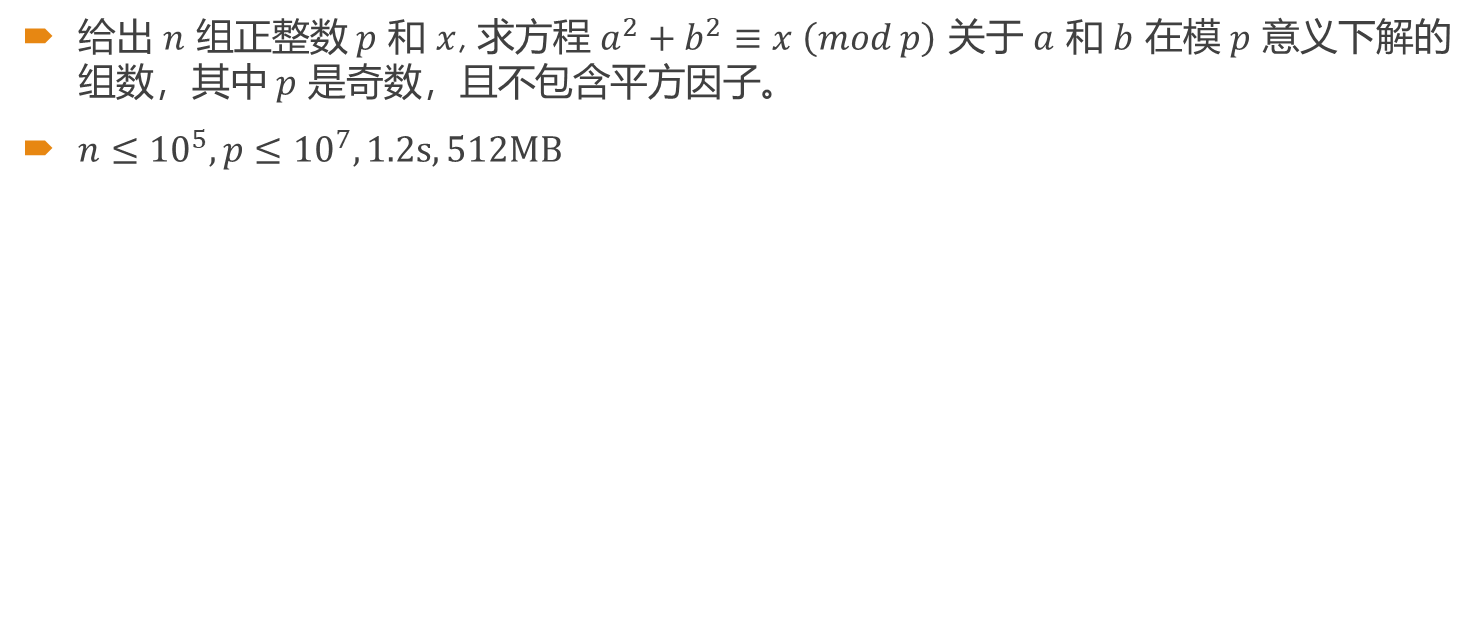 给出 n 组正整数 p 和 x, 求方程 a² + b² ≡ x (mod p) 关于 a 和 b 在模 p 意义下解的
组数，其中 p 是奇数，且不包含平方因子。
n ≤ 10⁵, p ≤ 10⁷, 1.2s, 512MB